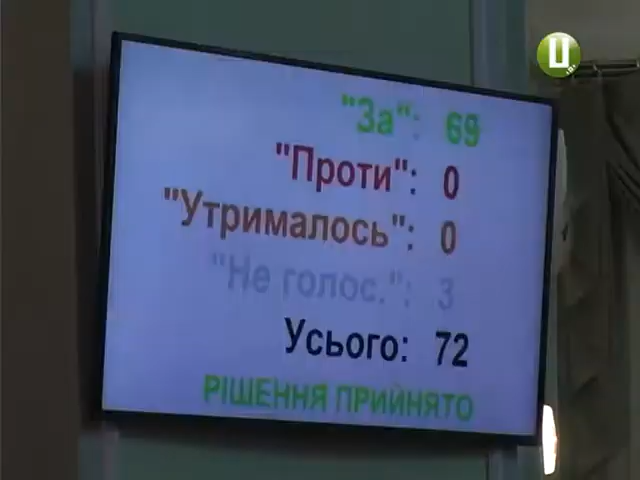 Ц
"За": 69
"Проти": 0
"Утрималось": 0
"Не голос.": 3
Усього: 72
РІШЕННЯ ПРИЙНЯТО